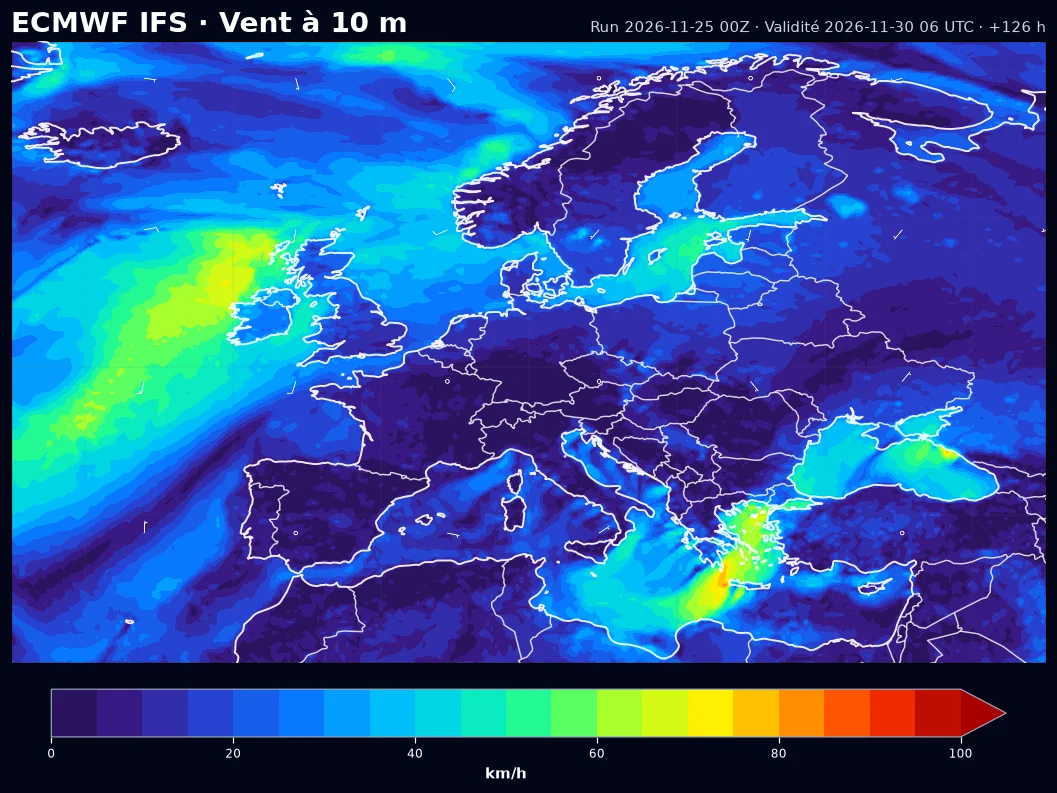 ECMWF IFS · Vent à 10 m
Run 2026-11-25 00Z · Validité 2026-11-30 06 UTC · +126 h
0 20 40 60 80 100
km/h